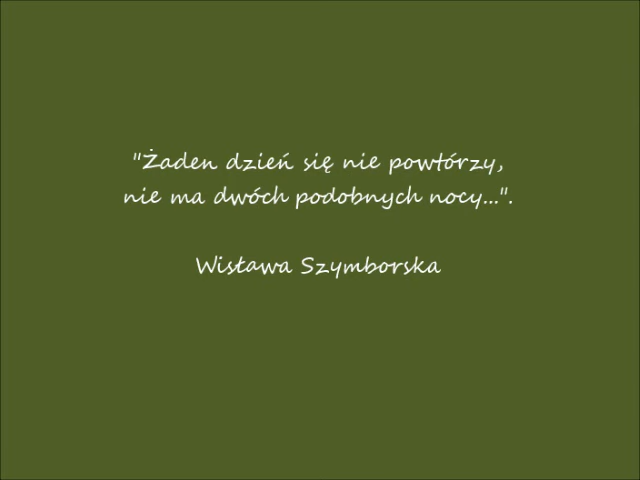 "Żaden dzień się nie powtórzy,
nie ma dwóch podobnych nocy...".
Wisława Szymborska